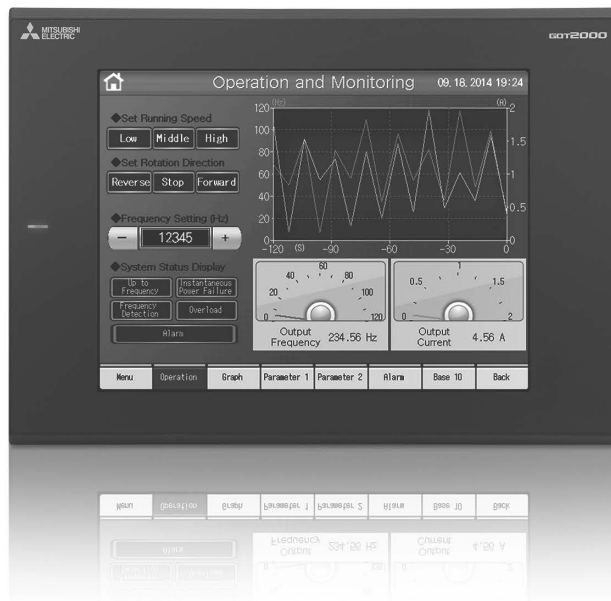 MITSUBISHI
ELECTRIC
GOT2000
Operation and Monitoring 09. 18. 2014 19:24
◆Set Running Speed
Low Middle High
◆Set Rotation Direction
Reverse Stop Forward
◆Frequency Setting (Hz)
− 12345 +
◆System Status Display
Up to
Frequency
Instantaneous
Power Failure
Frequency
Detection
Overload
Alarm
(Hz) (A)
120 2
100
1.5
80
60 1
40
0.5
20
0 0
-120 (S) -90 -60 -30 0
0 20 40 60 80 100 120
Output
Frequency 234.56 Hz
0 0.5 1 1.5 2
Output
Current 4.56 A
Menu Operation Graph Parameter 1 Parameter 2 Alarm Base 10 Back